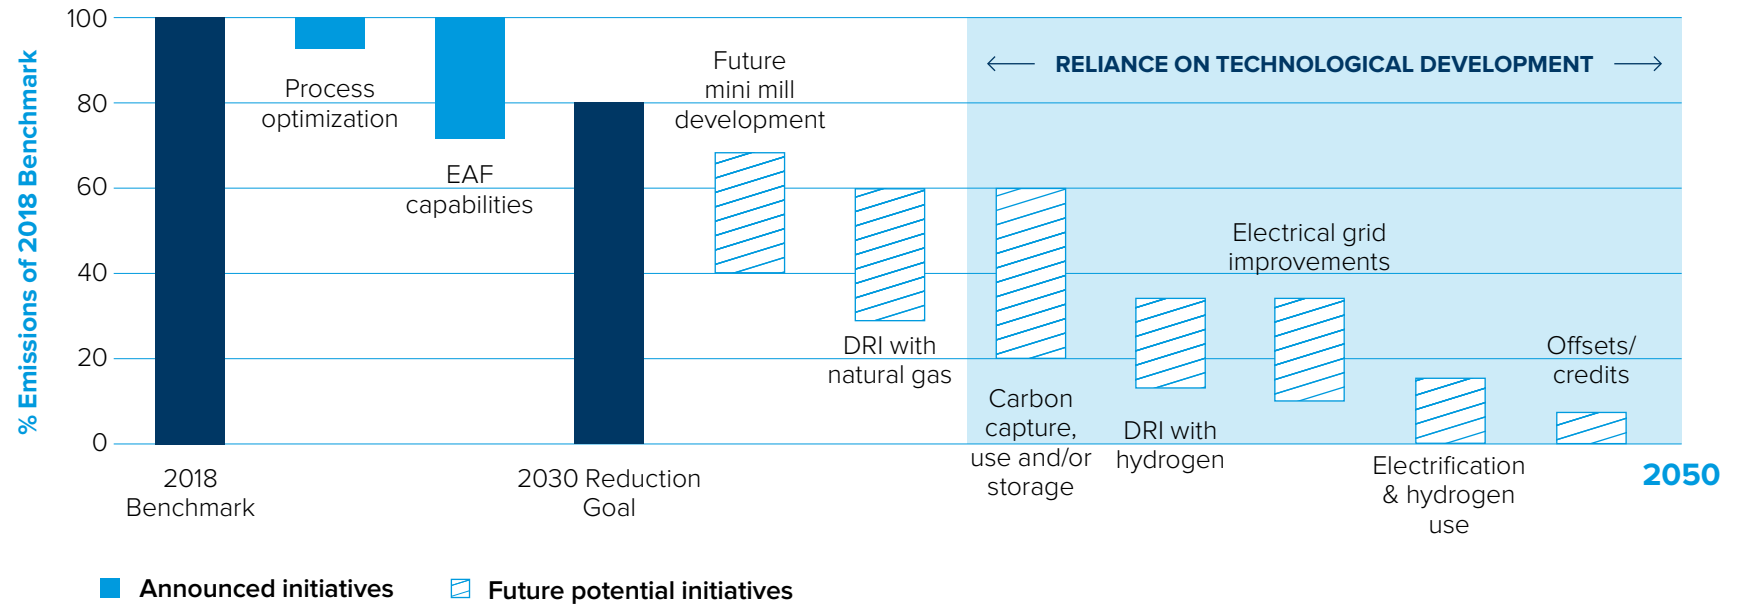 % Emissions of 2018 Benchmark
100
80
60
40
20
0
Process
optimization
EAF
capabilities
Future
mini mill
development
DRI with
natural gas
RELIANCE ON TECHNOLOGICAL DEVELOPMENT
Carbon
capture,
use and/or
storage
DRI with
hydrogen
Electrical grid
improvements
Electrification
& hydrogen
use
Offsets/
credits
2018
Benchmark
2030 Reduction
Goal
2050
Announced initiatives
Future potential initiatives